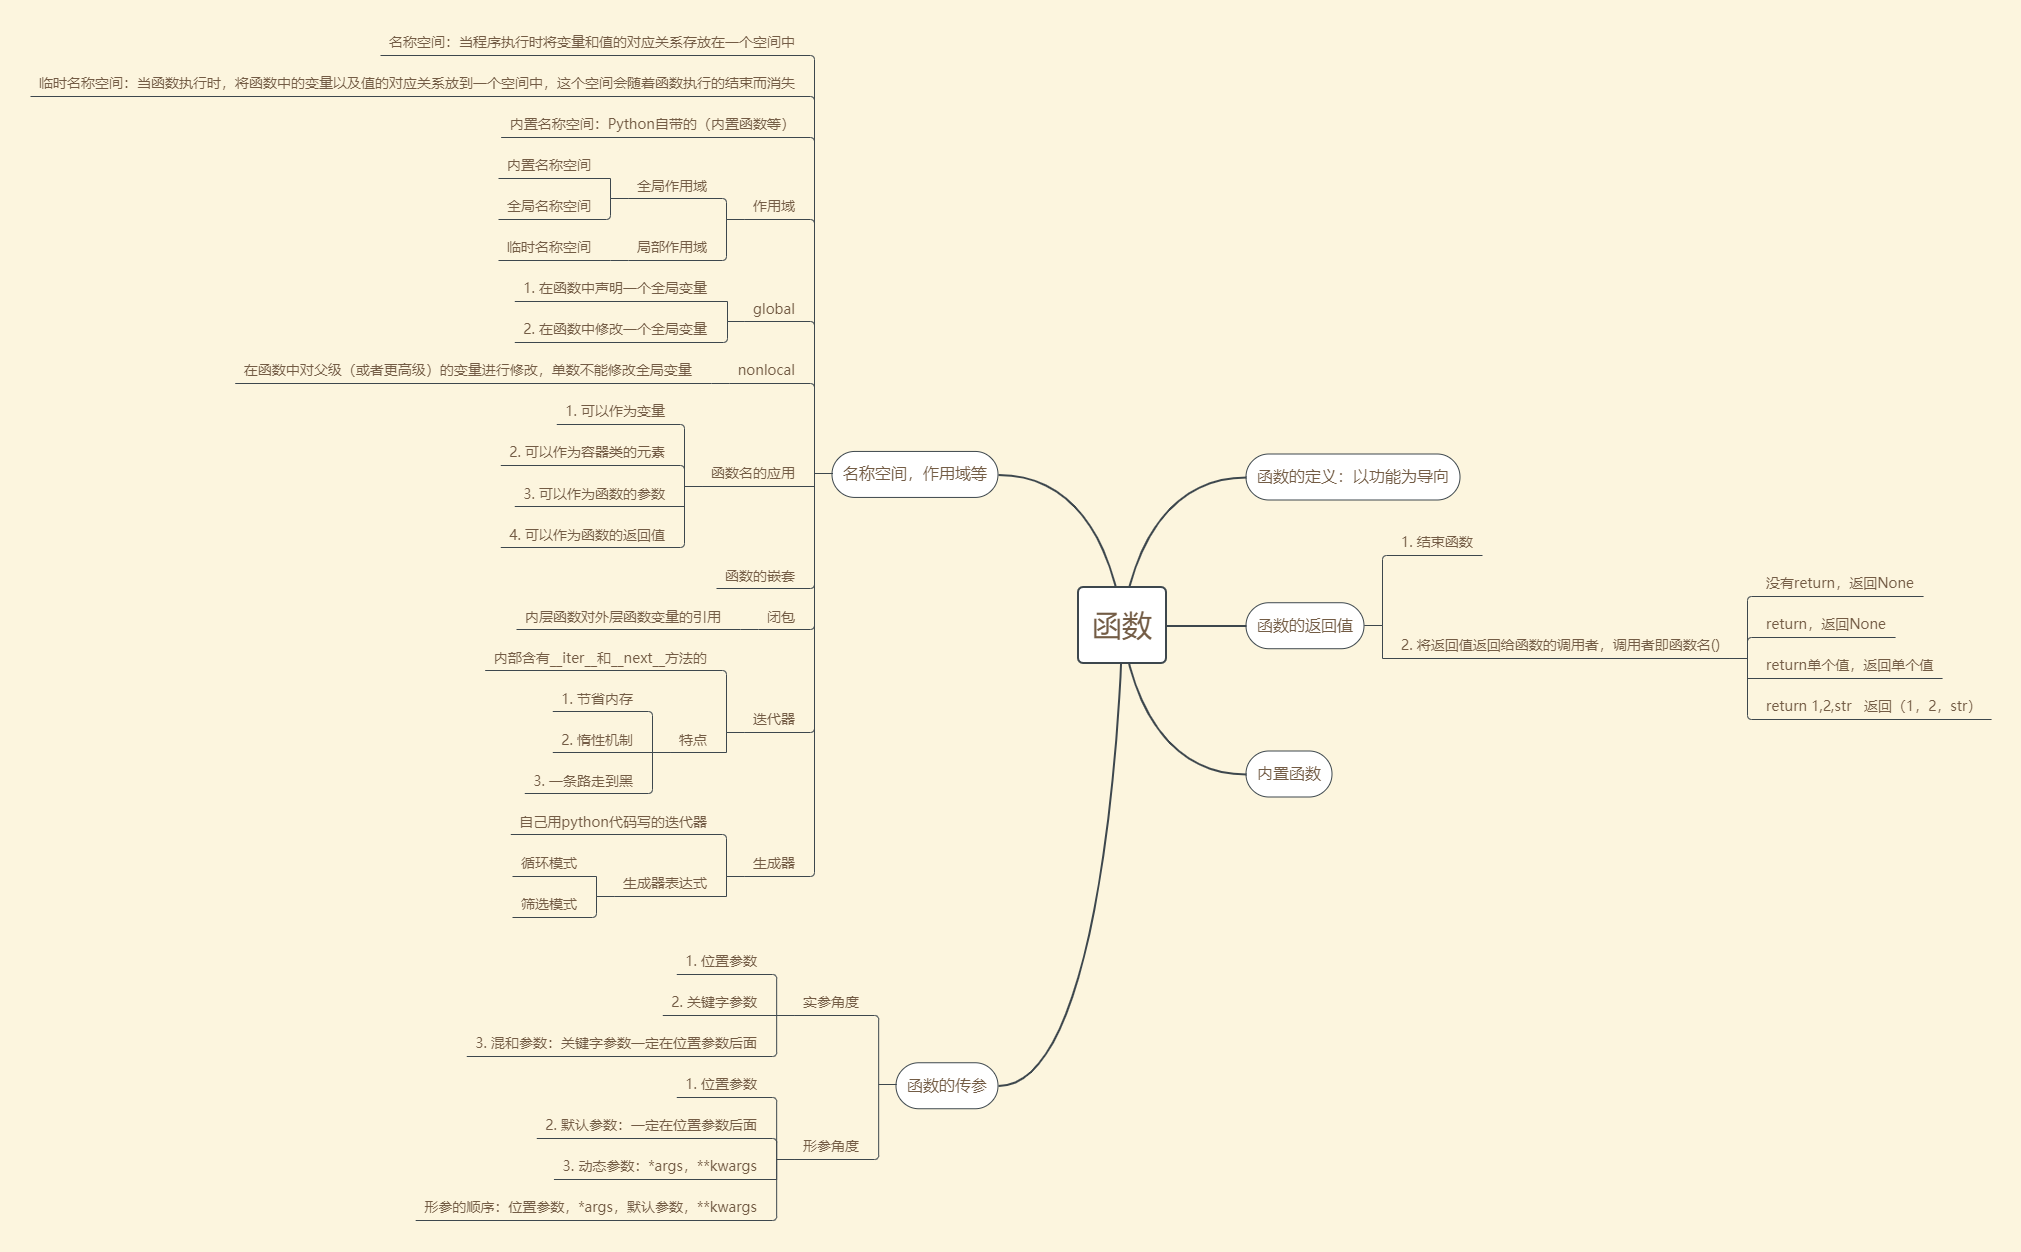 函数
函数的定义：以功能为导向
函数的返回值
1. 结束函数
2. 将返回值返回给函数的调用者，调用者即函数名()
没有return，返回None
return，返回None
return单个值，返回单个值
return 1,2,str   返回（1，2，str）
内置函数
名称空间，作用域等
名称空间：当程序执行时将变量和值的对应关系存放在一个空间中
临时名称空间：当函数执行时，将函数中的变量以及值的对应关系放到一个空间中，这个空间会随着函数执行的结束而消失
内置名称空间：Python自带的（内置函数等）
作用域
全局作用域
内置名称空间
全局名称空间
局部作用域
临时名称空间
global
1. 在函数中声明一个全局变量
2. 在函数中修改一个全局变量
nonlocal
在函数中对父级（或者更高级）的变量进行修改，单数不能修改全局变量
函数名的应用
1. 可以作为变量
2. 可以作为容器类的元素
3. 可以作为函数的参数
4. 可以作为函数的返回值
函数的嵌套
闭包
内层函数对外层函数变量的引用
迭代器
内部含有__iter__和__next__方法的
特点
1. 节省内存
2. 惰性机制
3. 一条路走到黑
生成器
自己用python代码写的迭代器
生成器表达式
循环模式
筛选模式
函数的传参
实参角度
1. 位置参数
2. 关键字参数
3. 混和参数：关键字参数一定在位置参数后面
形参角度
1. 位置参数
2. 默认参数：一定在位置参数后面
3. 动态参数：*args，**kwargs
形参的顺序：位置参数，*args，默认参数，**kwargs